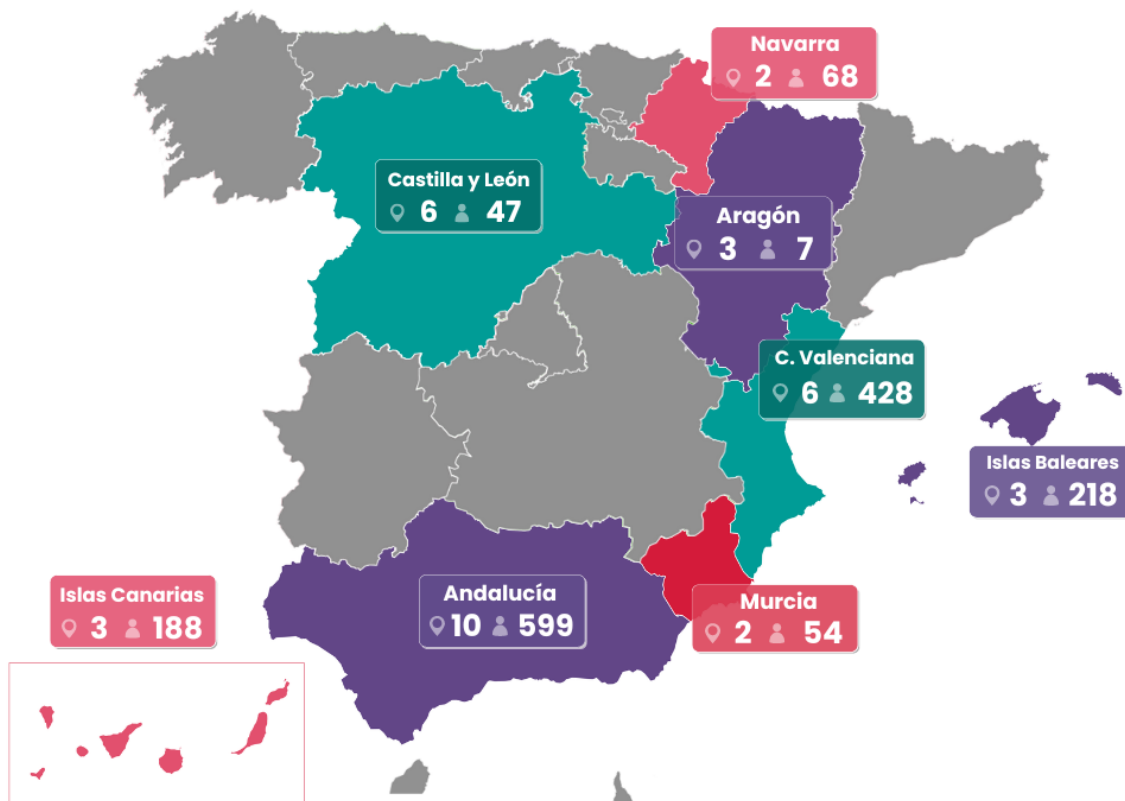 Navarra
2 68
Castilla y León
6 47
Aragón
3 7
C. Valenciana
6 428
Islas Baleares
3 218
Islas Canarias
3 188
Andalucía
10 599
Murcia
2 54